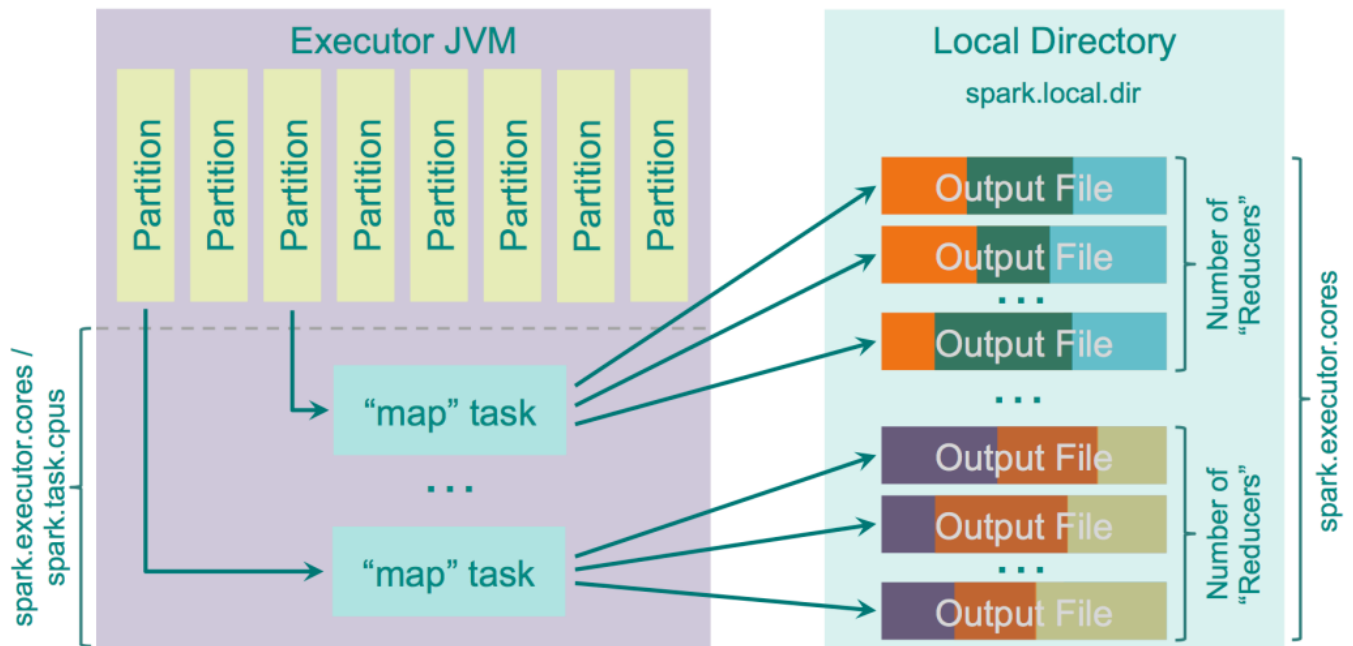 Executor JVM
Partition
Partition
Partition
Partition
Partition
Partition
Partition
Partition
spark.executor.cores /
spark.task.cpus
“map” task
...
“map” task
Local Directory
spark.local.dir
Output File
Output File
...
Output File
Number of
“Reducers”
...
Output File
Output File
...
Output File
Number of
“Reducers”
spark.executor.cores